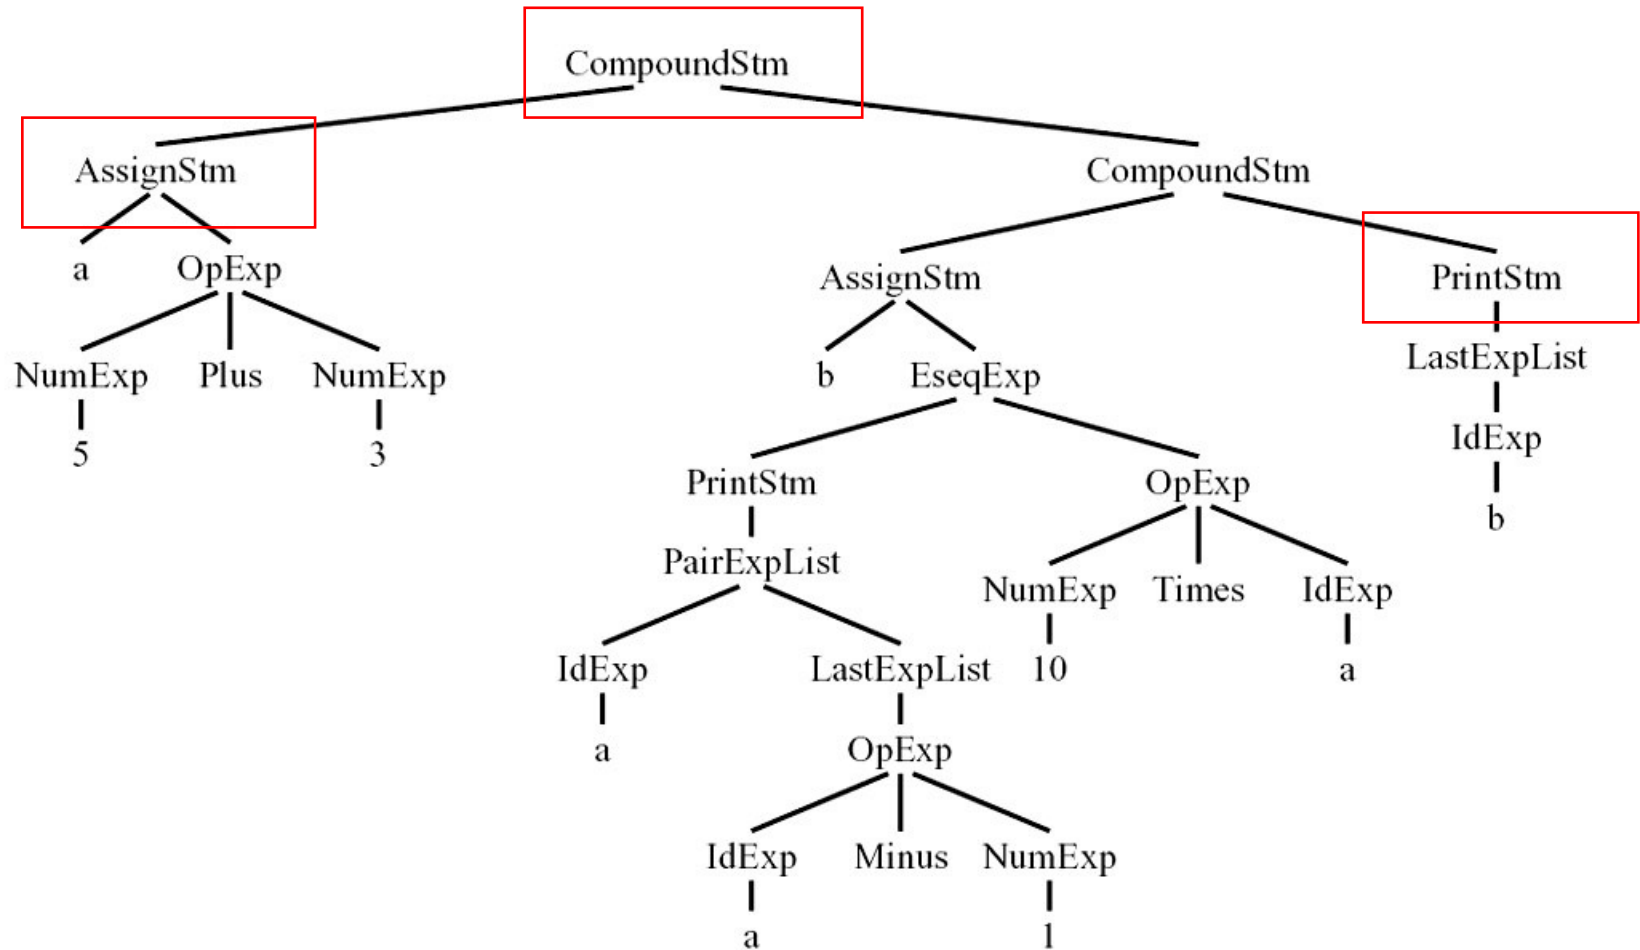 CompoundStm
AssignStm CompoundStm
a OpExp AssignStm PrintStm
NumExp Plus NumExp b EseqExp LastExpList
5 3 IdExp
PrintStm OpExp b
PairExpList NumExp Times IdExp
IdExp LastExpList 10 a
a OpExp
IdExp Minus NumExp
a 1